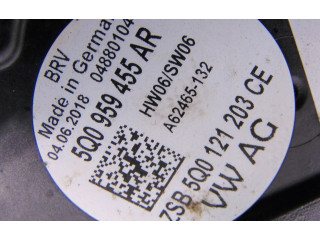 BRV
Made in Germany
04.06.2018 04880104
5Q0 959 455 AR
HW06/SW06
A62465-132
ZSB 5Q0 121 203 CE
VW AG